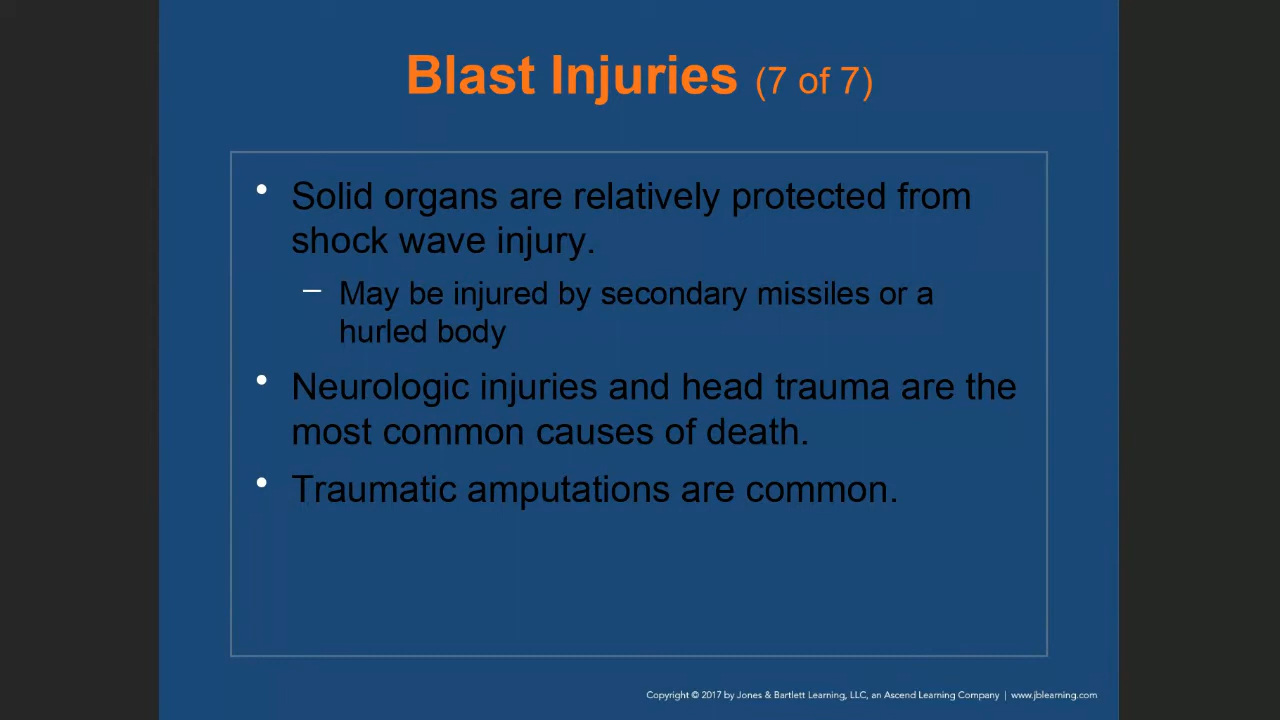 Blast Injuries (7 of 7)
• Solid organs are relatively protected from
shock wave injury.
– May be injured by secondary missiles or a
hurled body
• Neurologic injuries and head trauma are the
most common causes of death.
• Traumatic amputations are common.
Copyright © 2017 by Jones & Bartlett Learning, LLC, an Ascend Learning Company | www.jblearning.com